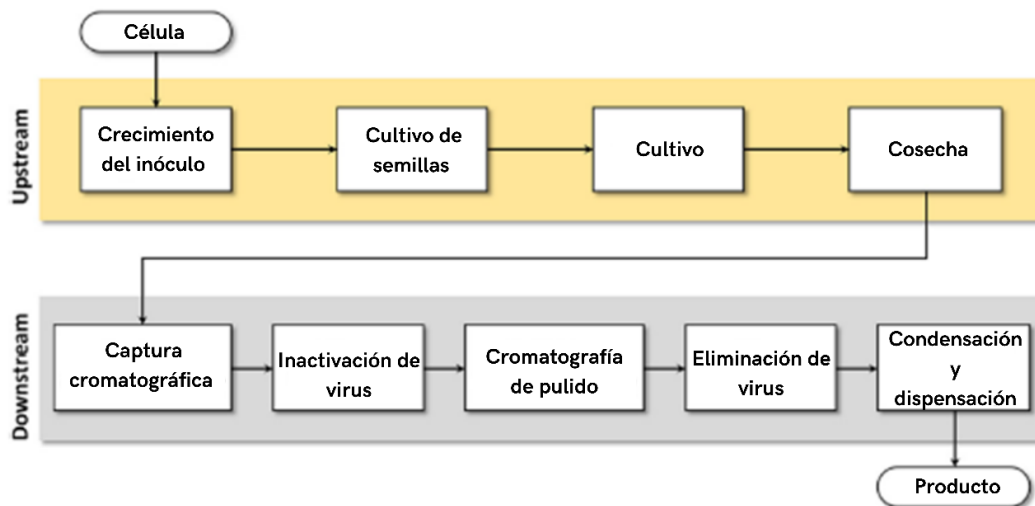 Célula
Upstream
Crecimiento
del inóculo
Cultivo de
semillas
Cultivo
Cosecha
Downstream
Captura
cromatográfica
Inactivación de
virus
Cromatografía
de pulido
Eliminación de
virus
Condensación
y
dispensación
Producto